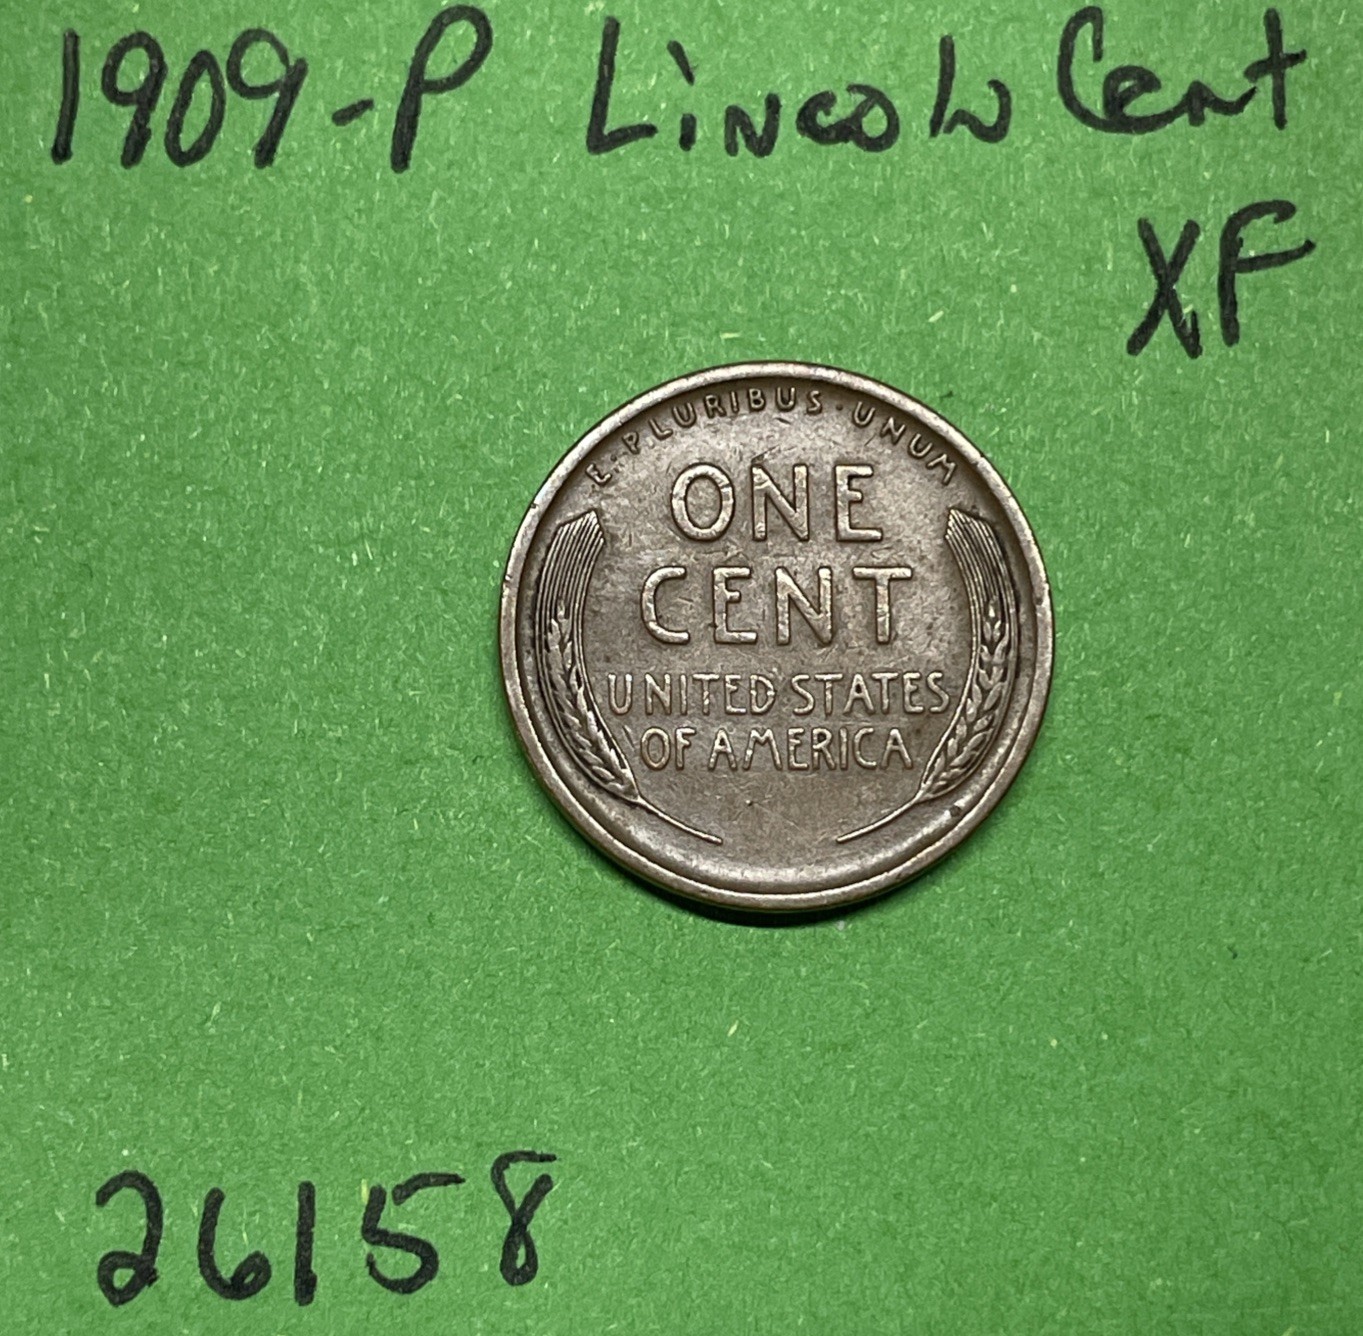 1909-P Lincoln Cent
XF
E·PLURIBUS·UNUM
ONE
CENT
UNITED STATES
OF AMERICA
26158